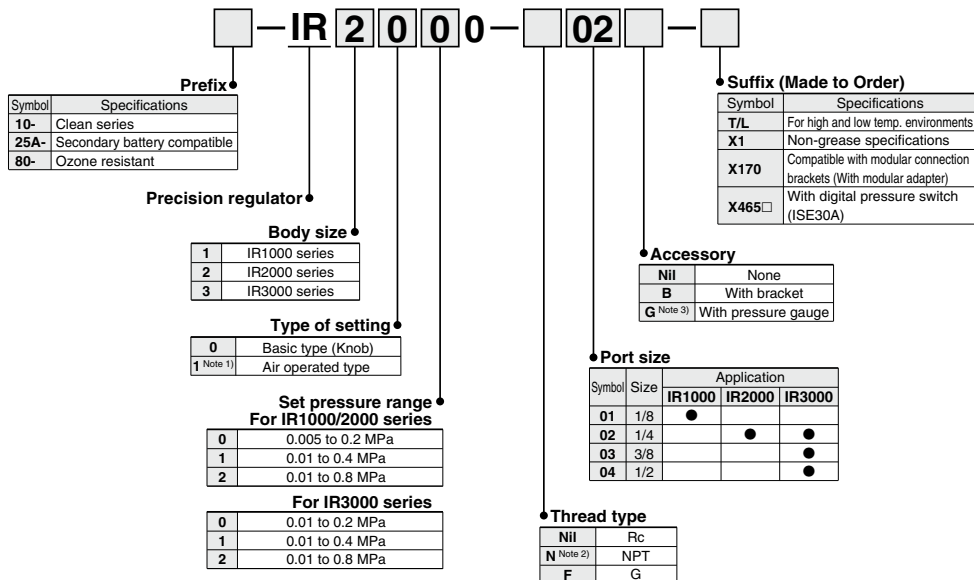 IR 2 0 0 0 02
Prefix
Symbol Specifications
10- Clean series
25A- Secondary battery compatible
80- Ozone resistant
Precision regulator
Body size
1 IR1000 series
2 IR2000 series
3 IR3000 series
Type of setting
0 Basic type (Knob)
1 Note 1) Air operated type
Set pressure range
For IR1000/2000 series
0 0.005 to 0.2 MPa
1 0.01 to 0.4 MPa
2 0.01 to 0.8 MPa
For IR3000 series
0 0.01 to 0.2 MPa
1 0.01 to 0.4 MPa
2 0.01 to 0.8 MPa
Suffix (Made to Order)
Symbol Specifications
T/L For high and low temp. environments
X1 Non-grease specifications
X170 Compatible with modular connection
brackets (With modular adapter)
X465□ With digital pressure switch
(ISE30A)
Accessory
Nil None
B With bracket
G Note 3) With pressure gauge
Port size
Symbol Size Application
IR1000 IR2000 IR3000
01 1/8 ●
02 1/4 ● ●
03 3/8 ●
04 1/2 ●
Thread type
Nil Rc
N Note 2) NPT
F G